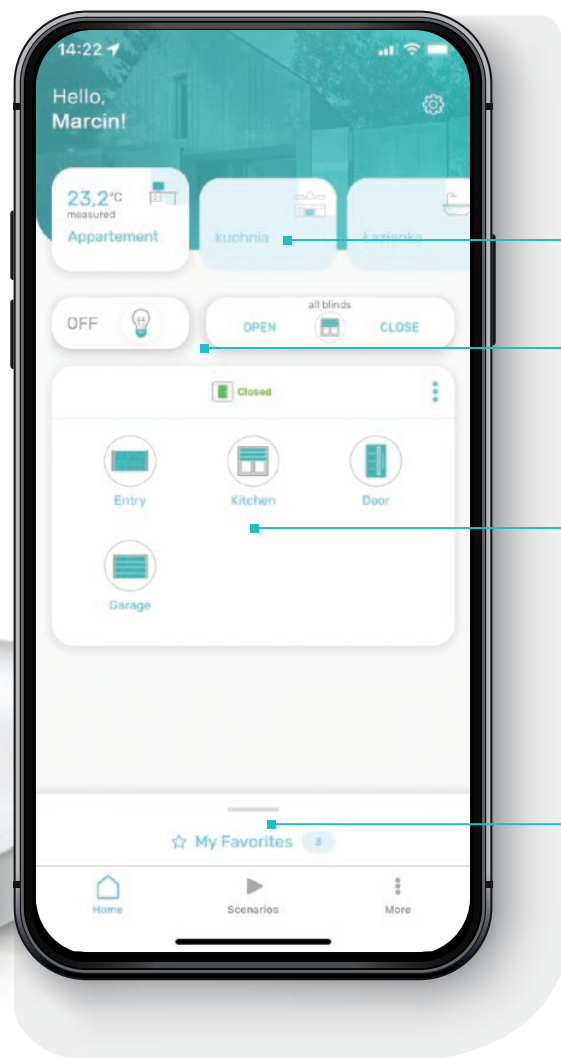 14:22
Hello,
Marcin!
23,2°C
measured
Appartement
kuchnia
Łazienka
OFF
all blinds
OPEN
CLOSE
Closed
Entry
Kitchen
Door
Garage
My Favorites 3
Home
Scenarios
More